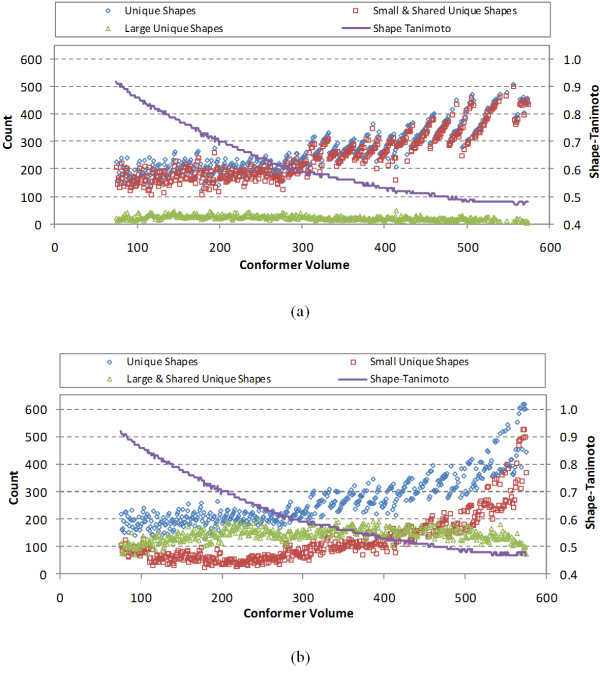 Unique Shapes
Small & Shared Unique Shapes
Large Unique Shapes
Shape Tanimoto
600 1.0
500 0.9
400 0.8
300 0.7
200 0.6
100 0.5
0 0.4
Count
Shape-Tanimoto
0 100 200 300 400 500 600
Conformer Volume
(a)
Unique Shapes
Small Unique Shapes
Large & Shared Unique Shapes
Shape-Tanimoto
600 1.0
500 0.9
400 0.8
300 0.7
200 0.6
100 0.5
0 0.4
Count
Shape-Tanimoto
0 100 200 300 400 500 600
Conformer Volume
(b)